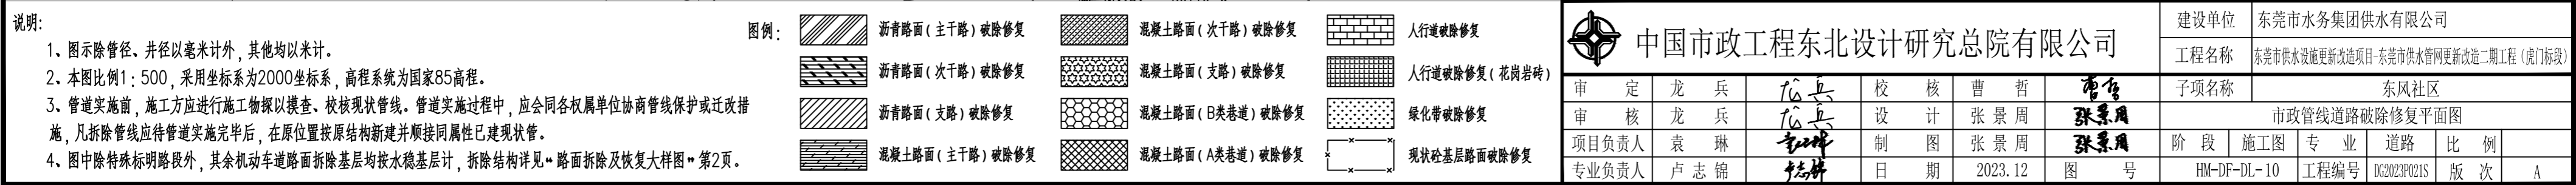 说明:
1、图示除管径、井径以毫米计外，其他均以米计。
2、本图比例1：500，采用坐标系为2000坐标系，高程系统为国家85高程。
3、管道实施前，施工方应进行施工物探以摸查、校核现状管线。管道实施过程中，应会同各权属单位协商管线保护或迁改措
施，凡拆除管线应待管道实施完毕后，在原位置按原结构新建并顺接同属性已建现状管。
4、图中除特殊标明路段外，其余机动车道路面拆除基层均按水稳基层计，拆除结构详见"路面拆除及恢复大样图"第2页。
图例：
沥青路面（主干路）破除修复
沥青路面（次干路）破除修复
沥青路面（支路）破除修复
混凝土路面（主干路）破除修复
混凝土路面（次干路）破除修复
混凝土路面（支路）破除修复
混凝土路面（B类巷道）破除修复
混凝土路面（A类巷道）破除修复
人行道破除修复
人行道破除修复（花岗岩砖）
绿化带破除修复
现状砼基层路面破除修复
中国市政工程东北设计研究总院有限公司
建设单位 东莞市水务集团供水有限公司
工程名称 东莞市供水设施更新改造项目-东莞市供水管网更新改造二期工程（虎门标段）
审定 龙兵 龙兵 校核 曹哲 曹哲 子项名称 东风社区
审核 龙兵 龙兵 设计 张景周 张景周 市政管线道路破除修复平面图
项目负责人 袁琳 袁琳 制图 张景周 张景周 阶段 施工图 专业 道路 比例
专业负责人 卢志锦 卢志锦 日期 2023.12 图号 HM-DF-DL-10 工程编号 DG2023P021S 版次 A